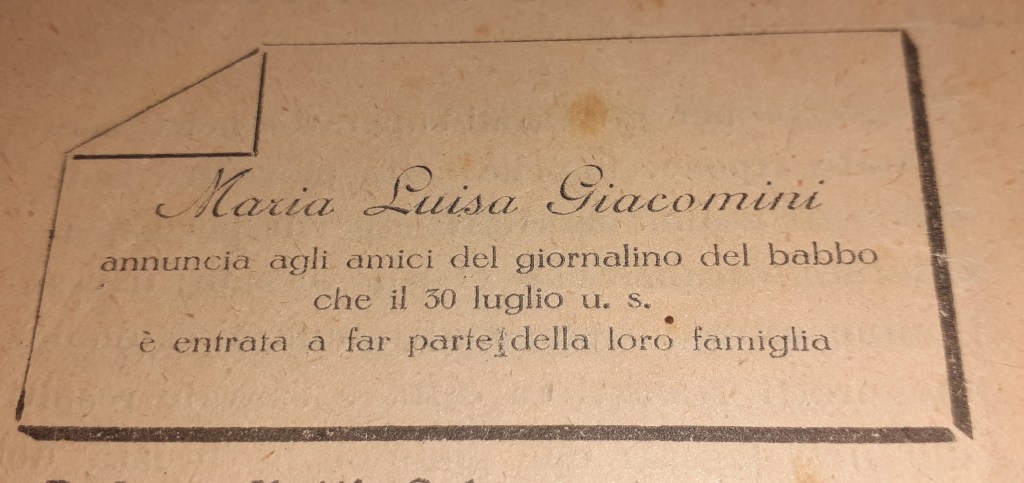 Maria Luisa Giacomini
annuncia agli amici del giornalino del babbo
che il 30 luglio u. s.
è entrata a far parte della loro famiglia